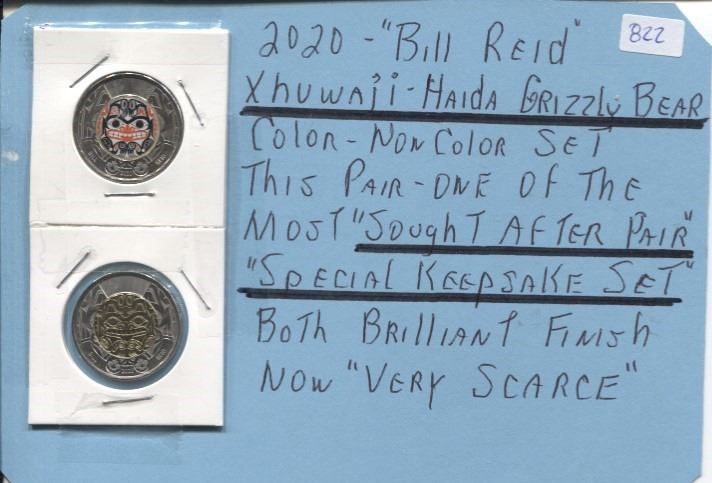 2020 - "Bill Reid"
822
Xhuwaji - Haida Grizzly Bear
Color - Non Color Set
This Pair - One Of The
Most "Sought After Pair"
"Special Keepsake Set"
Both Brilliant Finish
Now "Very Scarce"